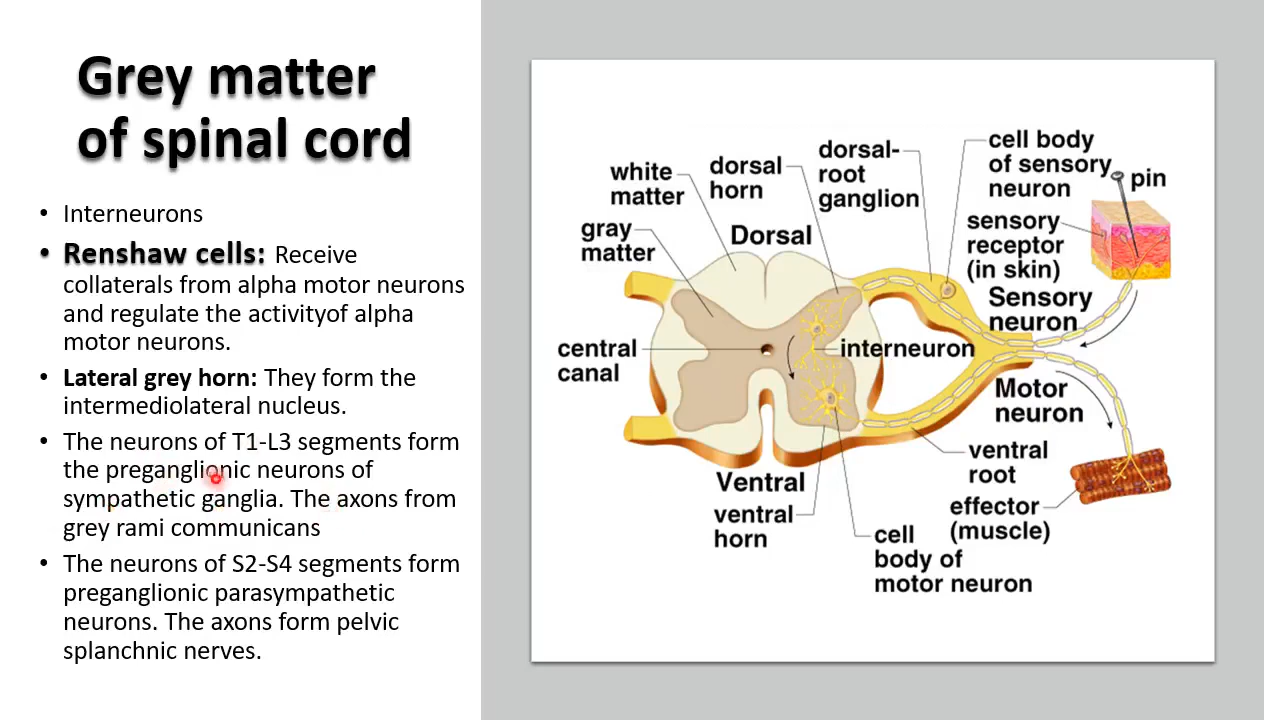 Grey matter
of spinal cord
• Interneurons
• Renshaw cells: Receive
collaterals from alpha motor neurons
and regulate the activityof alpha
motor neurons.
• Lateral grey horn: They form the
intermediolateral nucleus.
• The neurons of T1-L3 segments form
the preganglionic neurons of
sympathetic ganglia. The axons from
grey rami communicans
• The neurons of S2-S4 segments form
preganglionic parasympathetic
neurons. The axons form pelvic
splanchnic nerves.
white
matter
dorsal
horn
dorsal-
root
ganglion
cell body
of sensory
neuron
pin
gray
matter
Dorsal
sensory
receptor
(in skin)
Sensory
neuron
central
canal
interneuron
Motor
neuron
ventral
root
Ventral
ventral
horn
effector
(muscle)
cell
body of
motor neuron